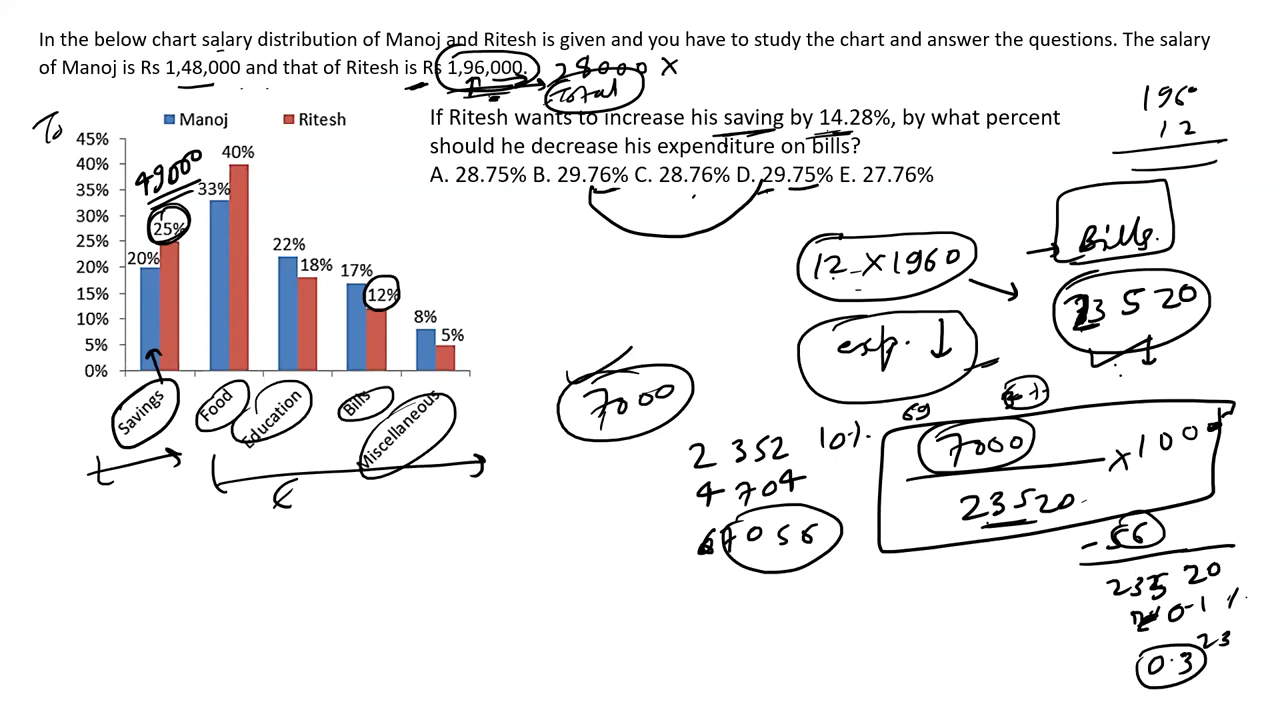 In the below chart salary distribution of Manoj and Ritesh is given and you have to study the chart and answer the questions. The salary
of Manoj is Rs 1,48,000 and that of Ritesh is Rs 1,96,000.
28000 X
Total
1960
12
Manoj Ritesh
If Ritesh wants to increase his saving by 14.28%, by what percent
should he decrease his expenditure on bills?
A. 28.75% B. 29.76% C. 28.76% D. 29.75% E. 27.76%
45%
40%
35%
30%
25%
20%
15%
10%
5%
0%
49000
20%
25%
33%
40%
22%
18%
17%
12%
8%
5%
Savings
Food
Education
Bills
Miscellaneous
Bills.
12 X 1960
23520
exp. ↓
7000
2352 10%
4704
7056
7000
23520
X 100
- 56
23520
0.1 %
0.3
23